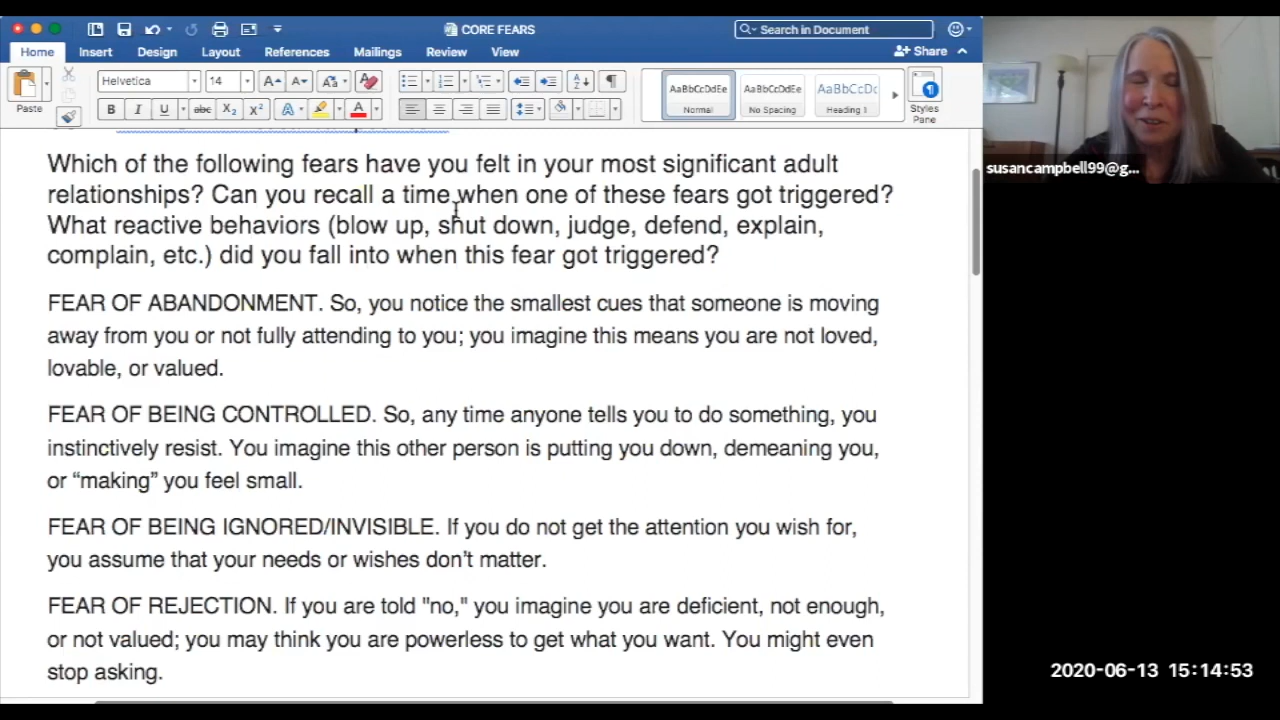 CORE FEARS
Search in Document
Home Insert Design Layout References Mailings Review View
Share
Paste
Helvetica 14
AaBbCcDdEe AaBbCcDdEe AaBbCcDc
Normal No Spacing Heading 1
Styles
Pane
B I U abc X₂ X² A A
Which of the following fears have you felt in your most significant adult
relationships? Can you recall a time when one of these fears got triggered?
What reactive behaviors (blow up, shut down, judge, defend, explain,
complain, etc.) did you fall into when this fear got triggered?
FEAR OF ABANDONMENT. So, you notice the smallest cues that someone is moving
away from you or not fully attending to you; you imagine this means you are not loved,
lovable, or valued.
FEAR OF BEING CONTROLLED. So, any time anyone tells you to do something, you
instinctively resist. You imagine this other person is putting you down, demeaning you,
or “making” you feel small.
FEAR OF BEING IGNORED/INVISIBLE. If you do not get the attention you wish for,
you assume that your needs or wishes don’t matter.
FEAR OF REJECTION. If you are told "no," you imagine you are deficient, not enough,
or not valued; you may think you are powerless to get what you want. You might even
stop asking.
susancampbell99@g...
2020-06-13 15:14:53